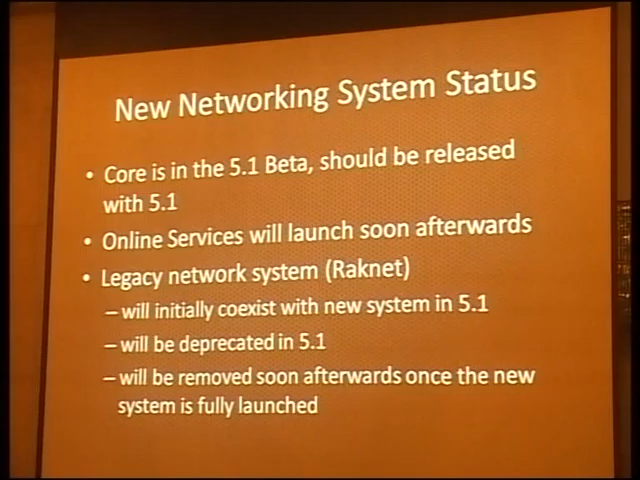 New Networking System Status
• Core is in the 5.1 Beta, should be released
with 5.1
• Online Services will launch soon afterwards
• Legacy network system (Raknet)
– will initially coexist with new system in 5.1
– will be deprecated in 5.1
– will be removed soon afterwards once the new
system is fully launched